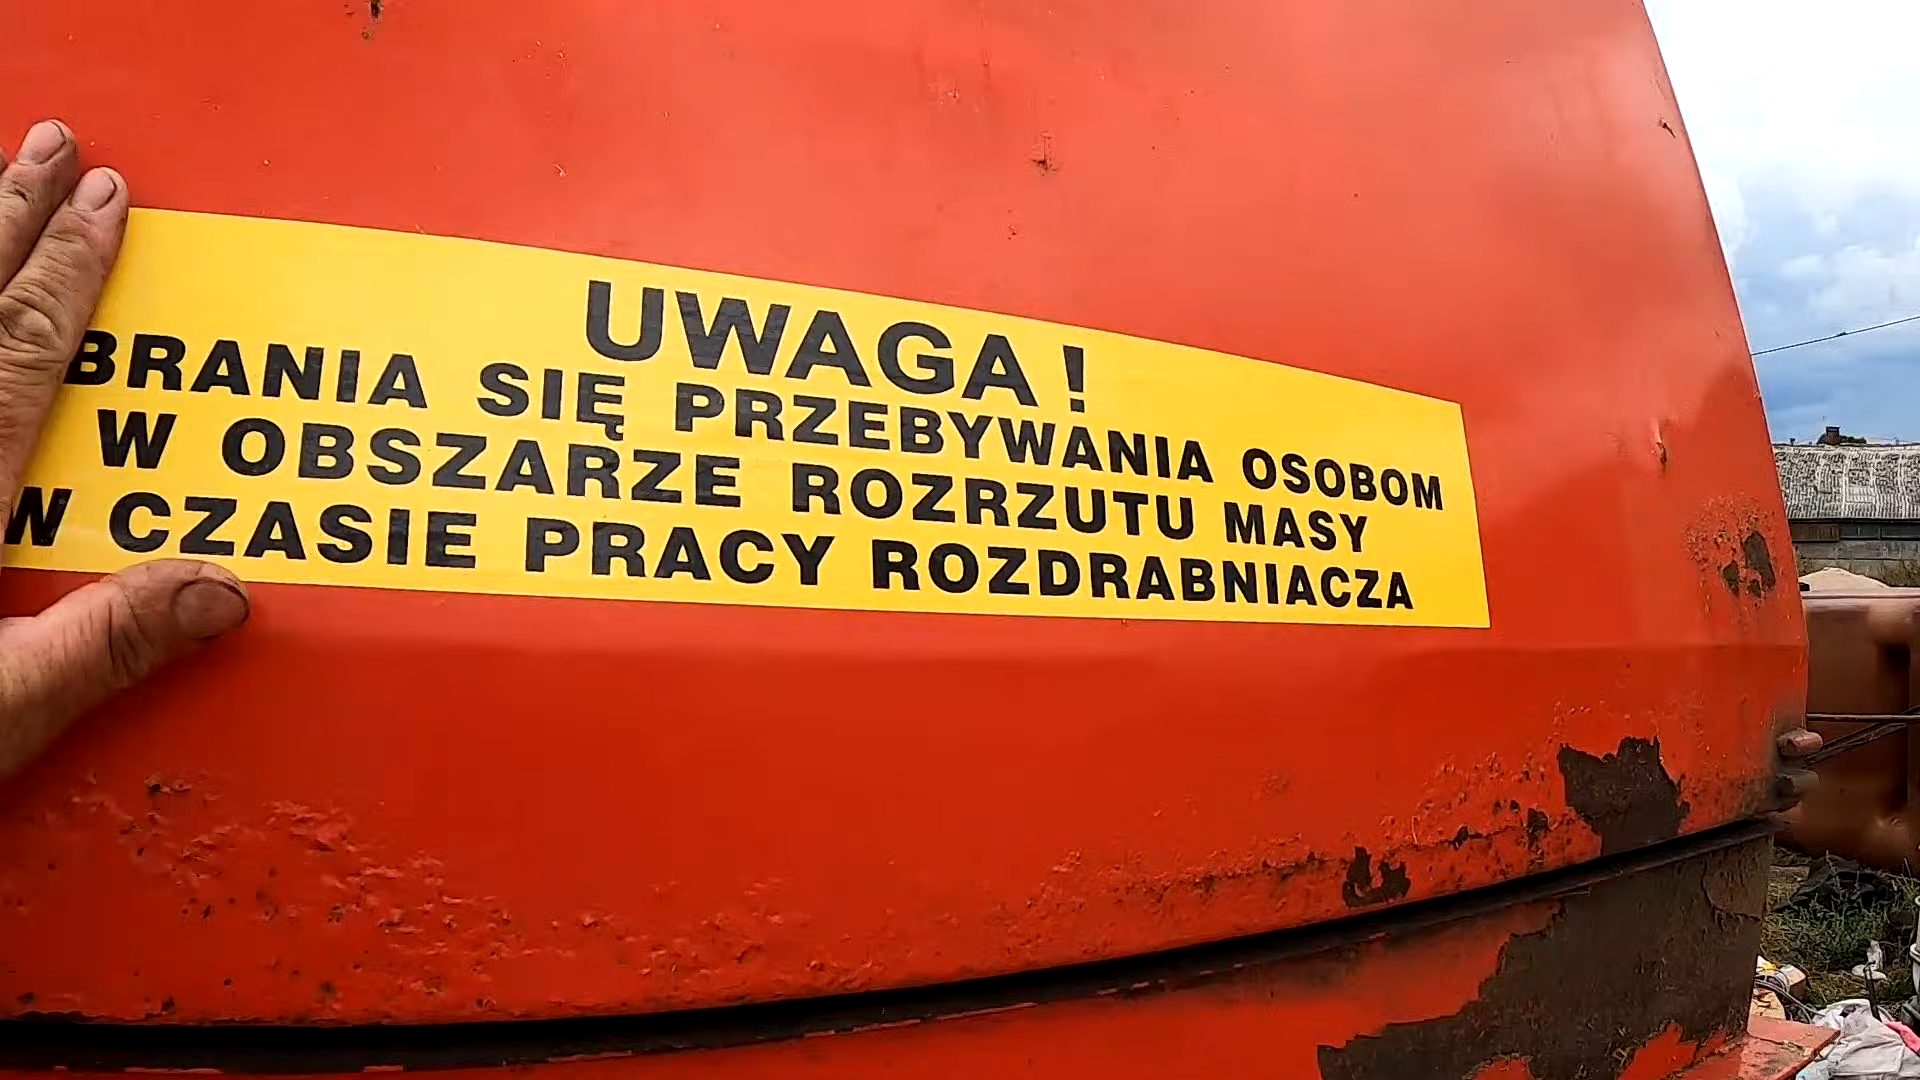 UWAGA !
BRANIA SIĘ PRZEBYWANIA OSOBOM
W OBSZARZE ROZRZUTU MASY
W CZASIE PRACY ROZDRABNIACZA